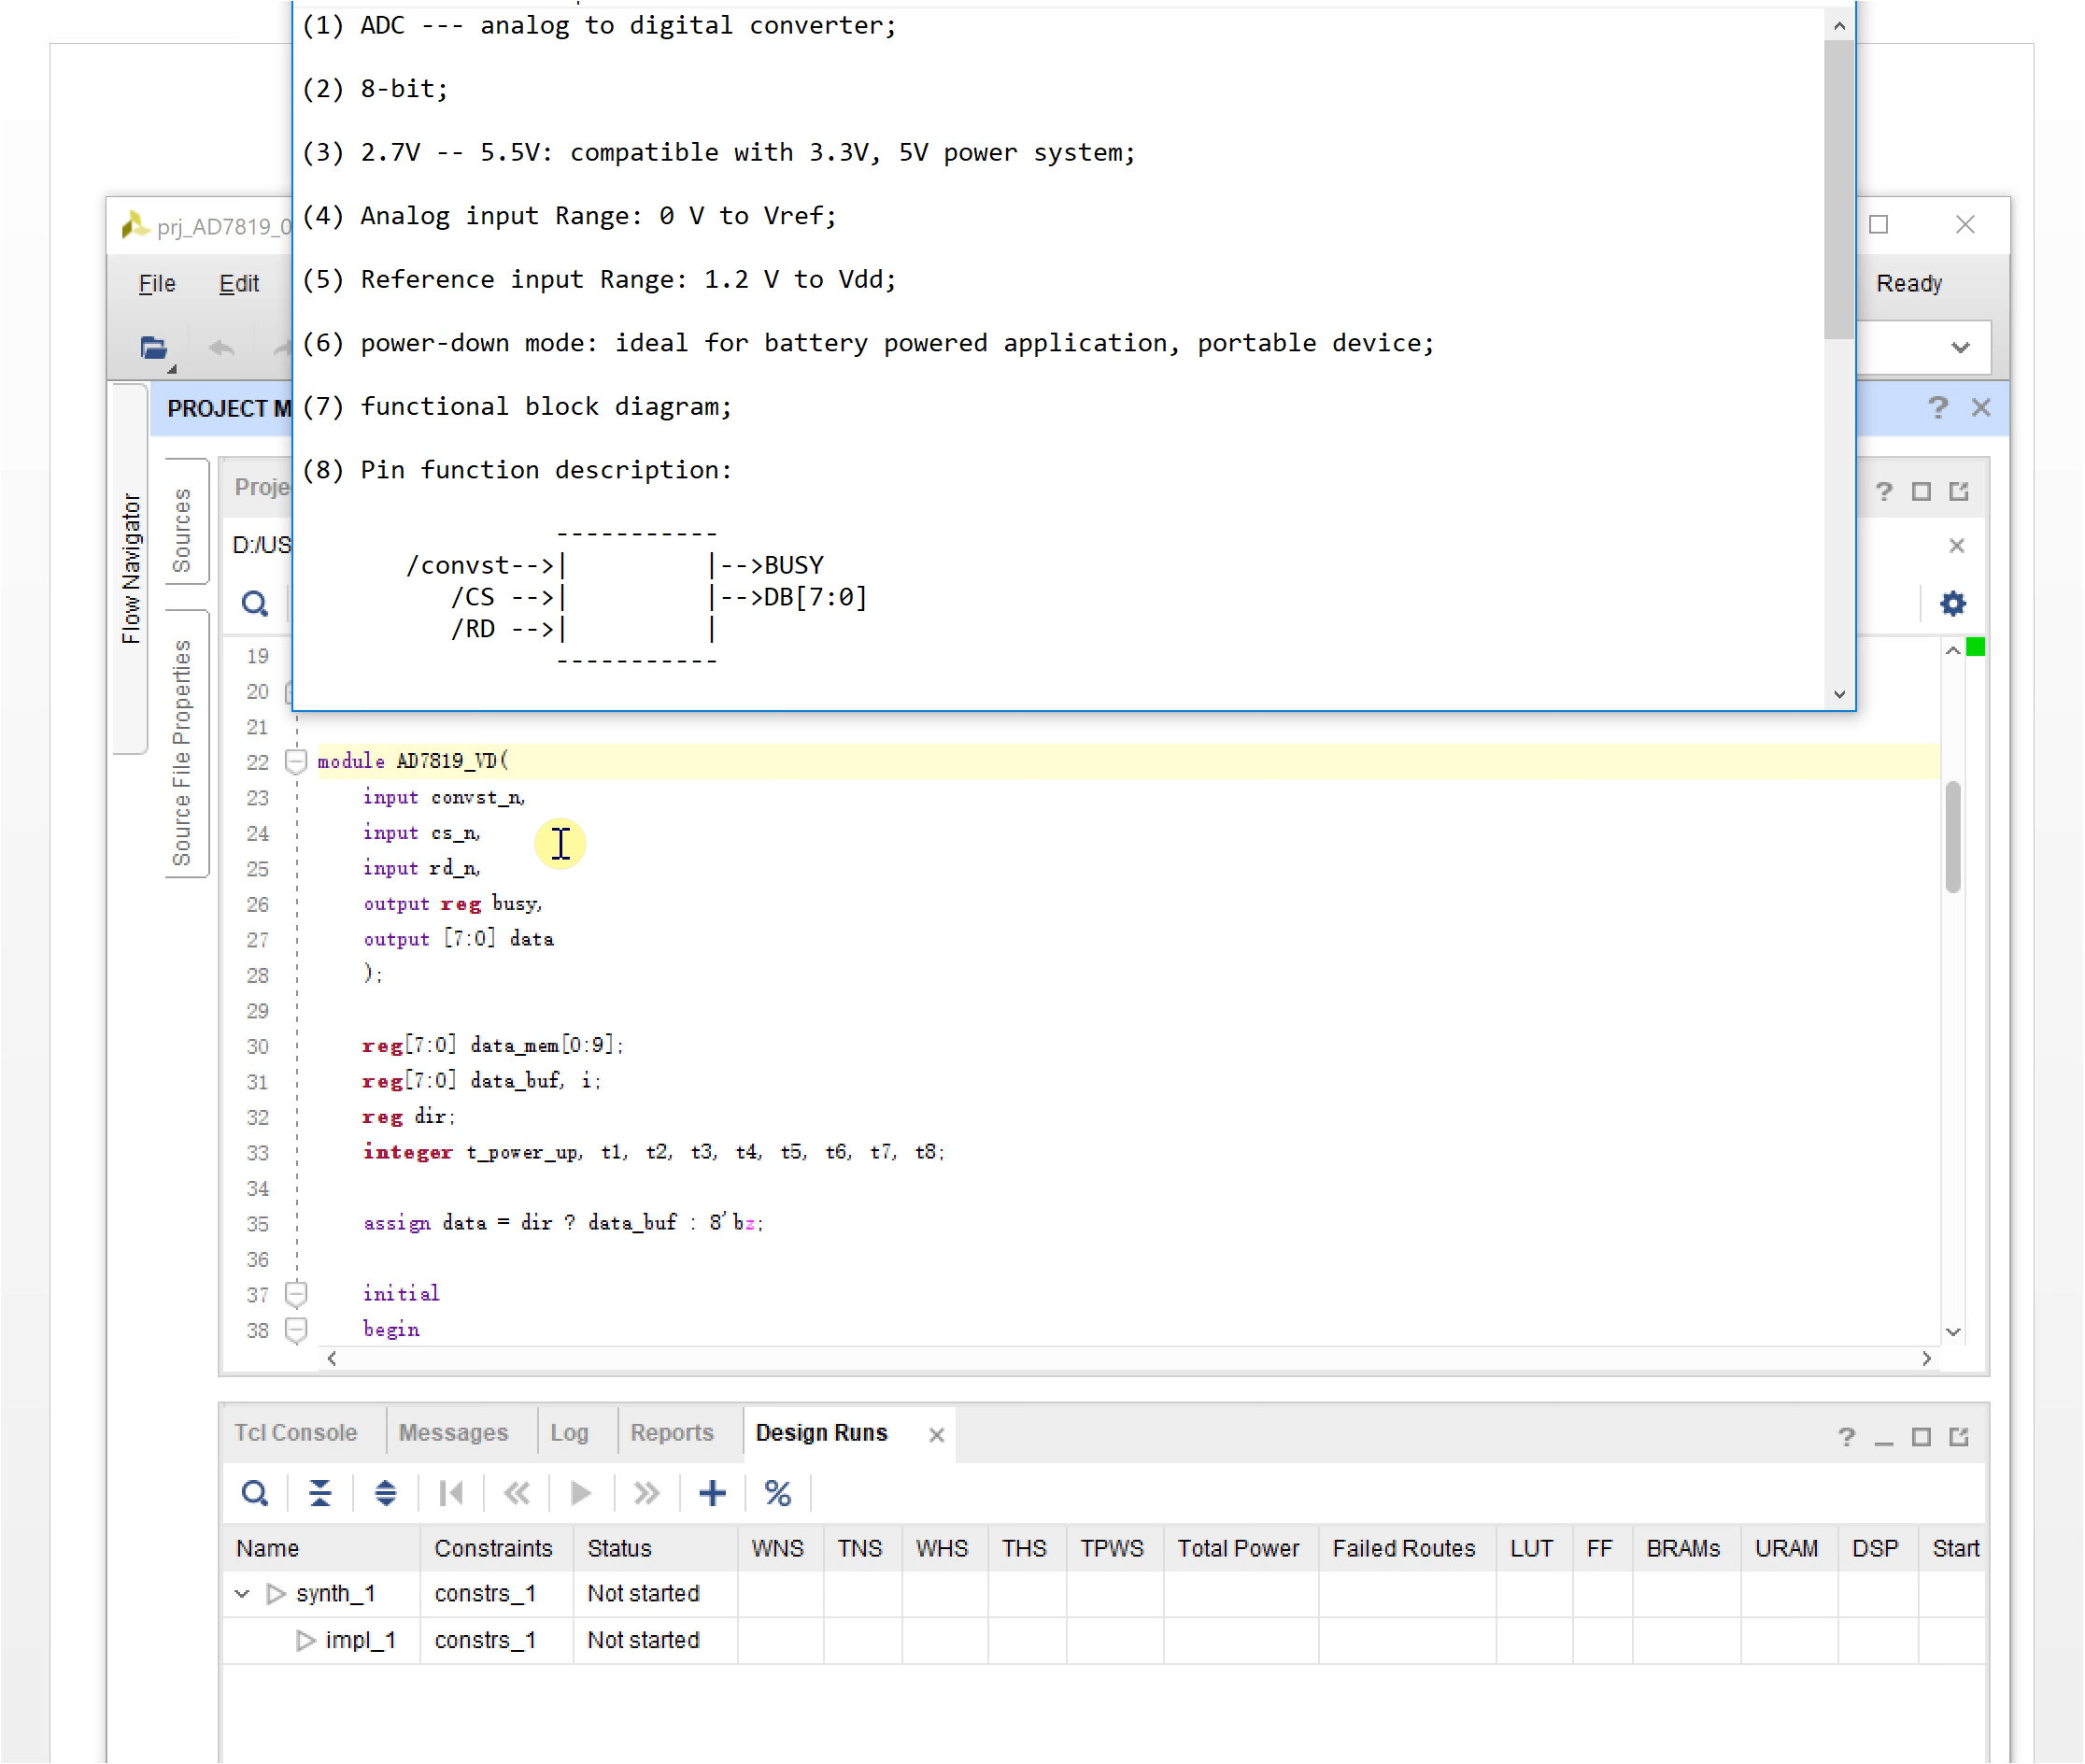 (1) ADC --- analog to digital converter;
(2) 8-bit;
(3) 2.7V -- 5.5V: compatible with 3.3V, 5V power system;
(4) Analog input Range: 0 V to Vref;
(5) Reference input Range: 1.2 V to Vdd;
(6) power-down mode: ideal for battery powered application, portable device;
(7) functional block diagram;
(8) Pin function description:
-----------
/convst-->| |-->BUSY
/CS -->| |-->DB[7:0]
/RD -->| |
-----------
prj_AD7819_0
File Edit
Ready
PROJECT M
Flow Navigator
Sources
Source File Properties
Proje
D:/US
19
20
21
22 module AD7819_VD(
23 input convst_n,
24 input cs_n,
25 input rd_n,
26 output reg busy,
27 output [7:0] data
28 );
29
30 reg[7:0] data_mem[0:9];
31 reg[7:0] data_buf, i;
32 reg dir;
33 integer t_power_up, t1, t2, t3, t4, t5, t6, t7, t8;
34
35 assign data = dir ? data_buf : 8'bz;
36
37 initial
38 begin
Tcl Console Messages Log Reports Design Runs
Name Constraints Status WNS TNS WHS THS TPWS Total Power Failed Routes LUT FF BRAMs URAM DSP Start
synth_1 constrs_1 Not started
impl_1 constrs_1 Not started